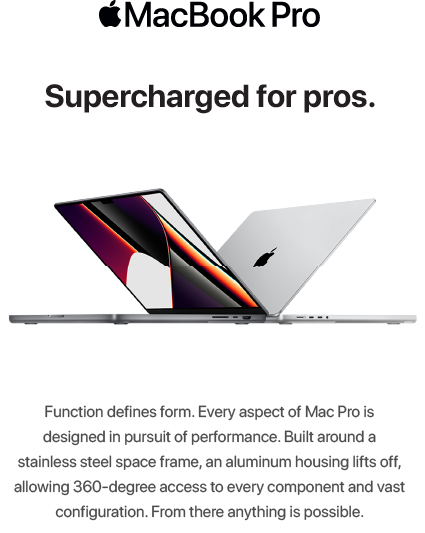 MacBook Pro
Supercharged for pros.
Function defines form. Every aspect of Mac Pro is
designed in pursuit of performance. Built around a
stainless steel space frame, an aluminum housing lifts off,
allowing 360-degree access to every component and vast
configuration. From there anything is possible.